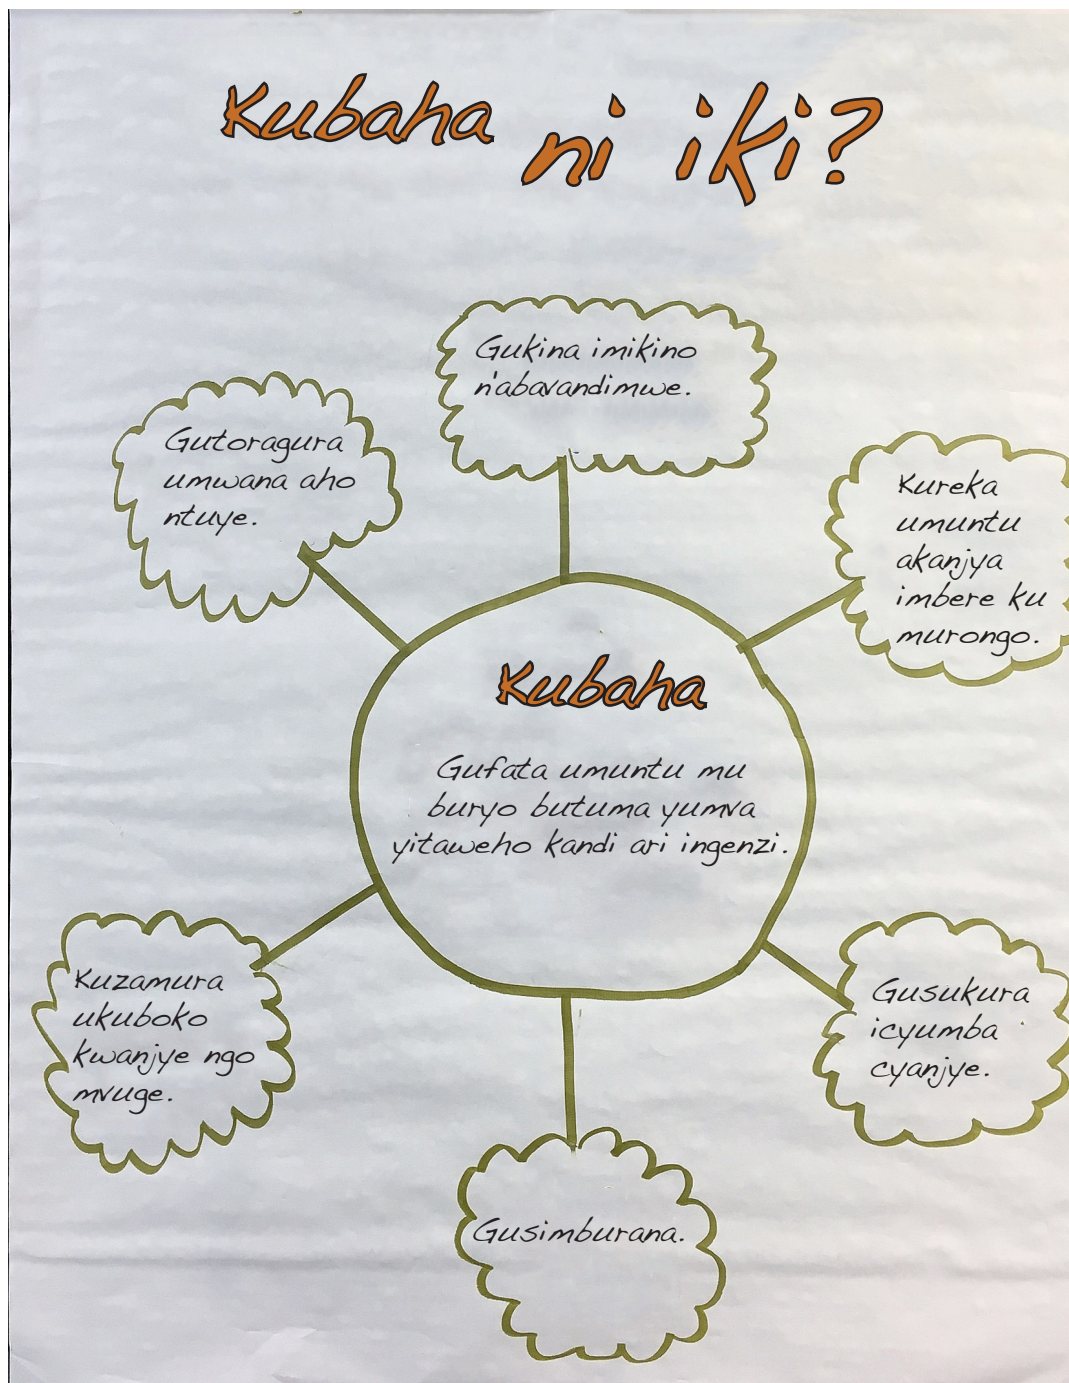 Kubaha ni iki?
Gukina imikino
n'abavandimwe.
Gutoragura
umwana aho
ntuye.
Kureka
umuntu
akanjya
imbere ku
murongo.
Kubaha
Gufata umuntu mu
buryo butuma yumva
yitaweho kandi ari ingenzi.
Kuzamura
ukuboko
kwanjye ngo
mvuge.
Gusukura
icyumba
cyanjye.
Gusimburana.